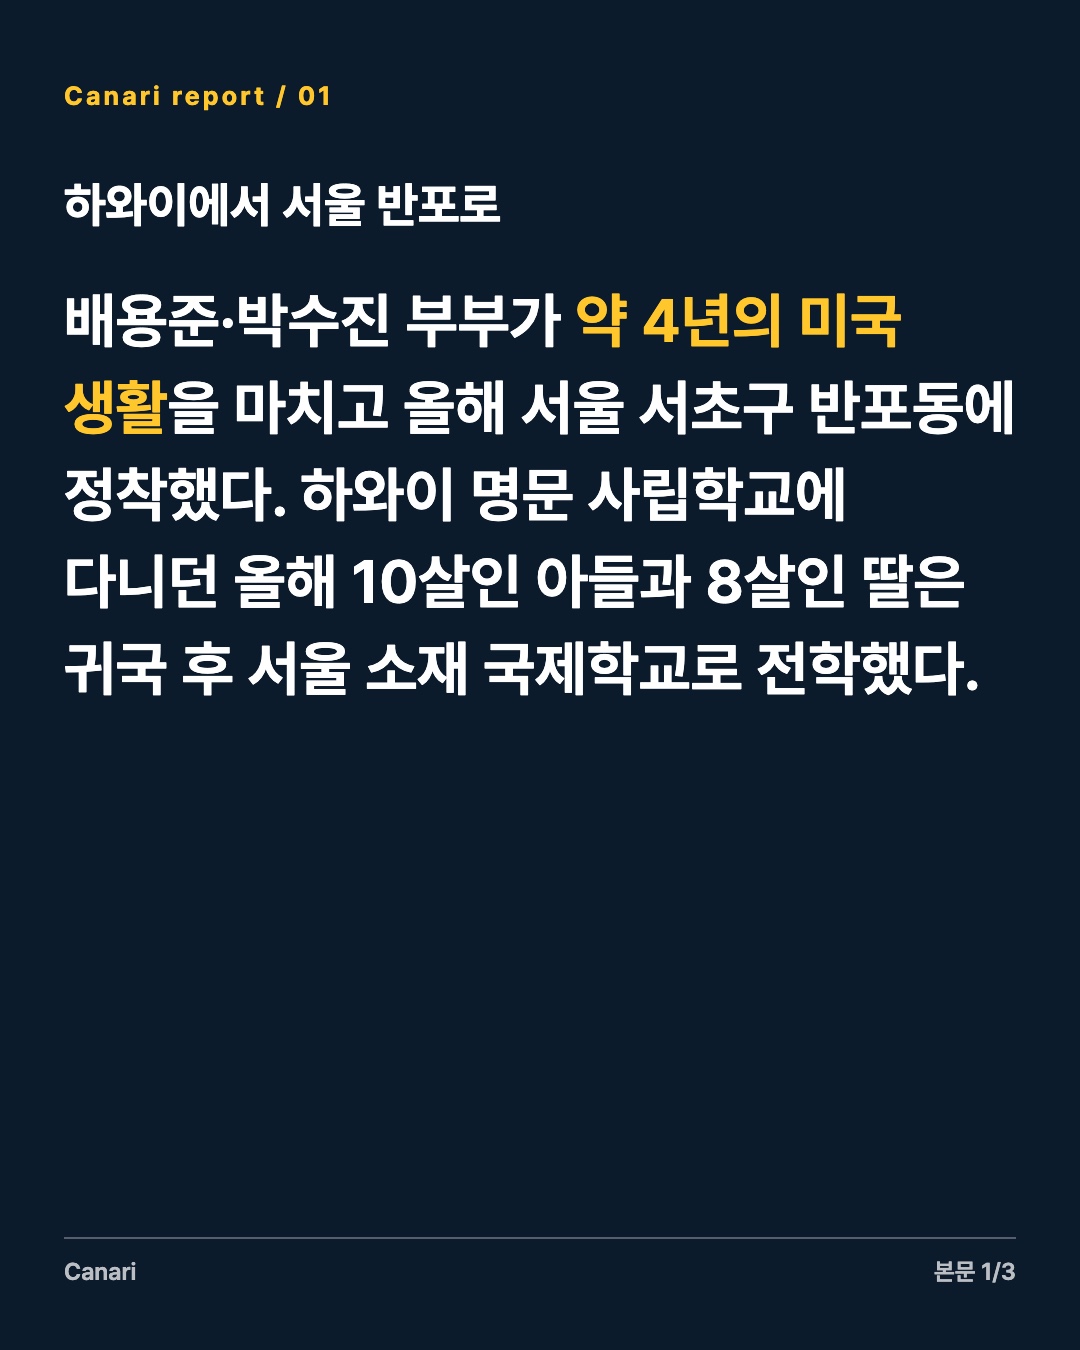 Canari report / 01
하와이에서 서울 반포로
배용준·박수진 부부가 약 4년의 미국
생활을 마치고 올해 서울 서초구 반포동에
정착했다. 하와이 명문 사립학교에
다니던 올해 10살인 아들과 8살인 딸은
귀국 후 서울 소재 국제학교로 전학했다.
Canari
본문 1/3